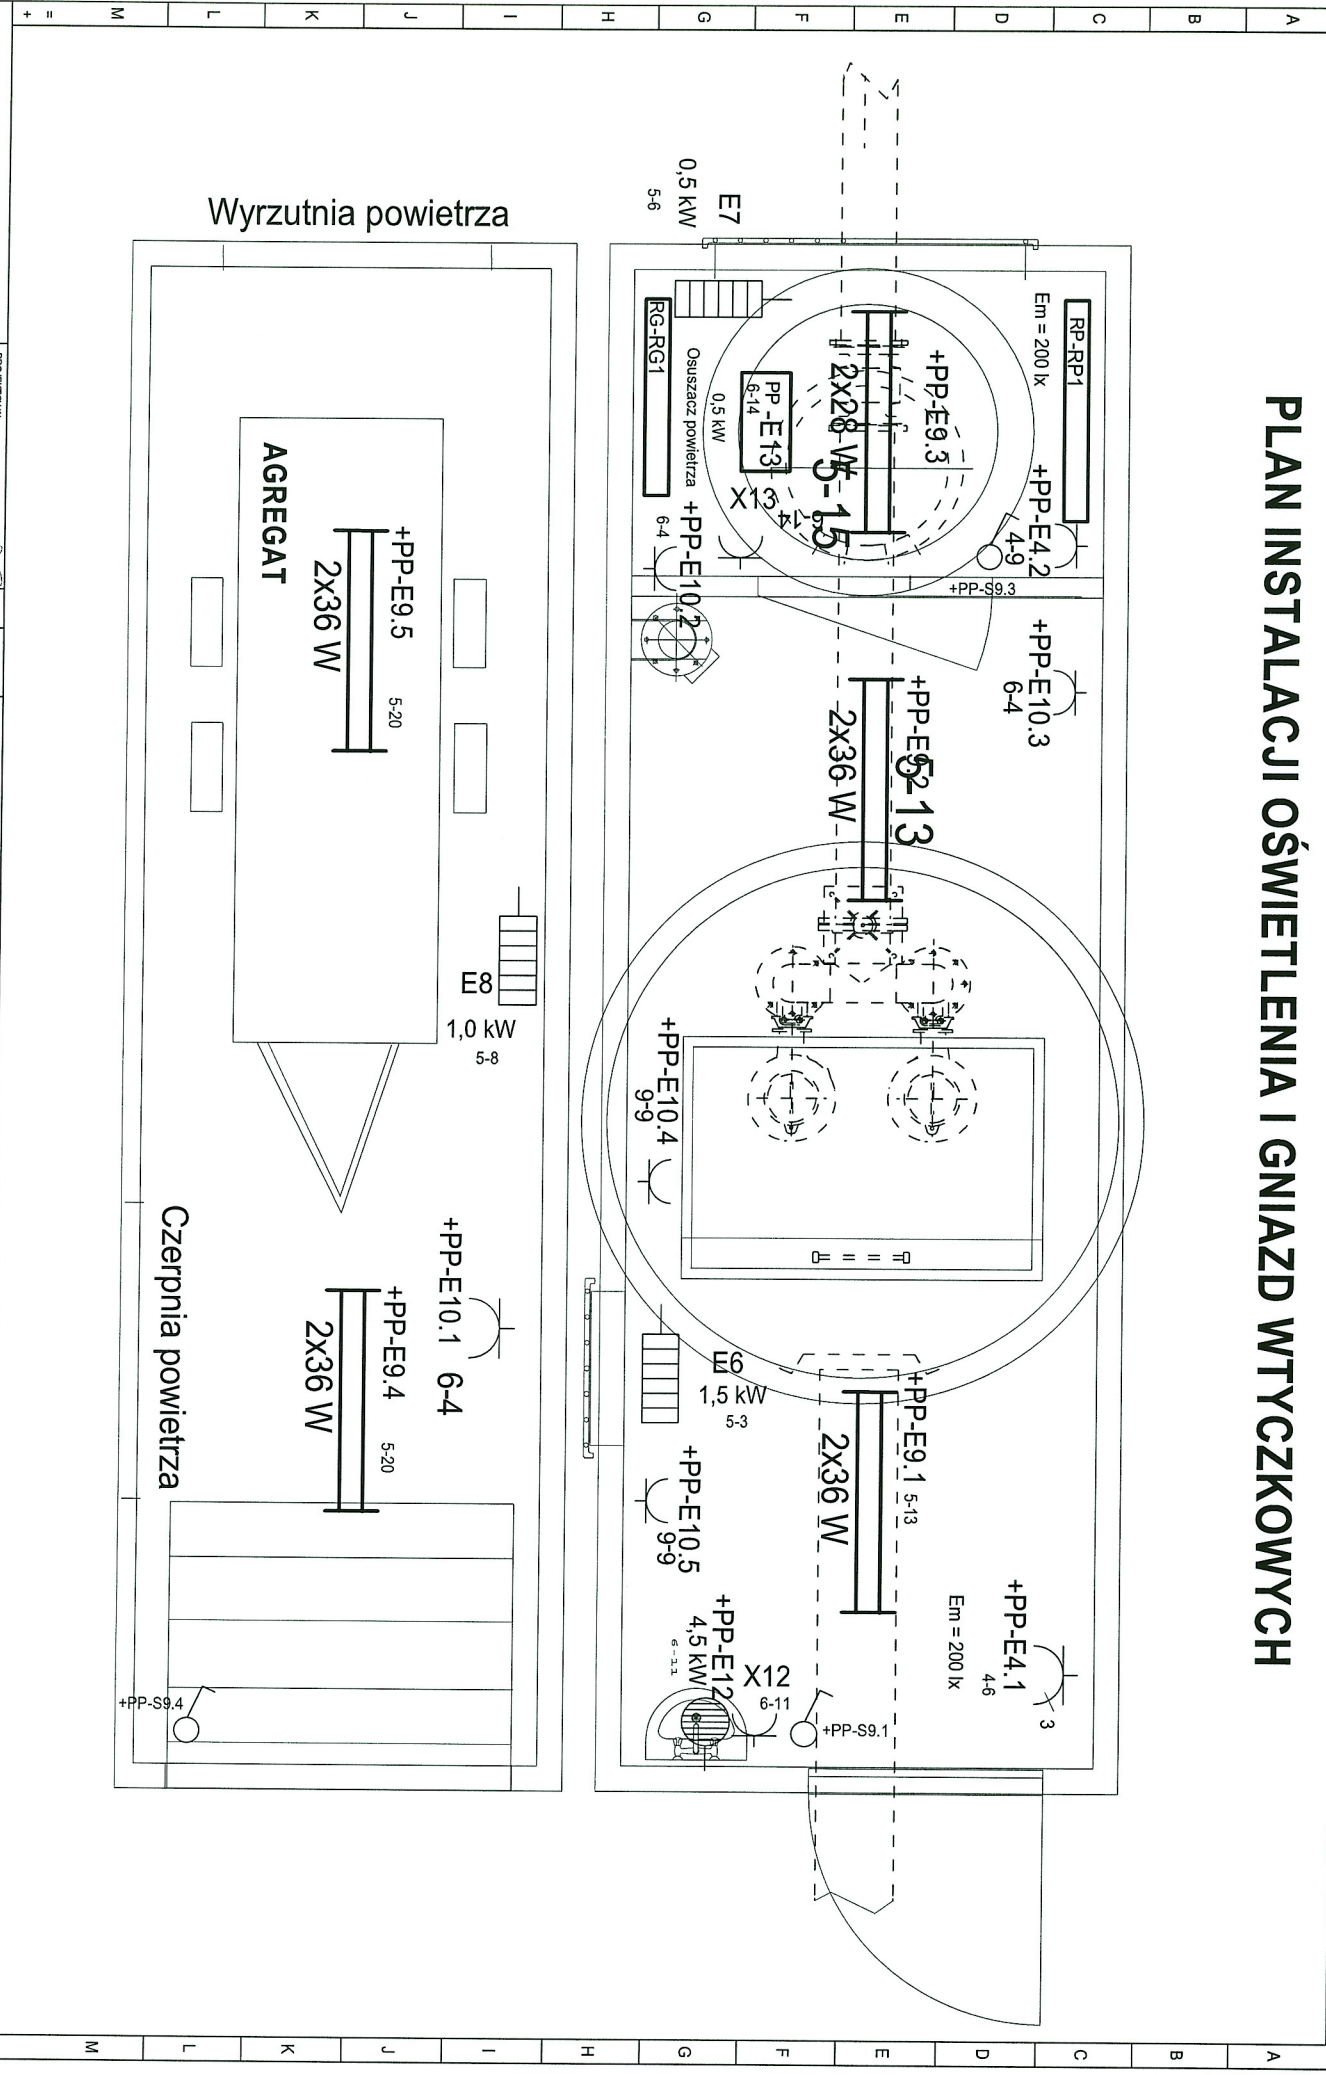 PLAN INSTALACJI OŚWIETLENIA I GNIAZD WTYCZKOWYCH
A
B
C
D
E
F
G
H
I
J
K
L
M
=
+
RP-RP1
Em = 200 lx
+PP-E4.2
4-9
+PP-S9.3
+PP-E10.3
6-4
+PP-E9.3
2x28 W
5-15
E7
0,5 kW
5-6
RG-RG1
Osuszacz powietrza
0,5 kW
PP -E13
6-14
X13
6-14
+PP-E10.2
6-4
+PP-E9.2
5-13
2x36 W
+PP-E10.4
9-9
E6
1,5 kW
5-3
+PP-E9.1
5-13
2x36 W
+PP-E10.5
9-9
+PP-E4.1
4-6
3
Em = 200 lx
+PP-E12
4,5 kW
6-11
X12
6-11
+PP-S9.1
Wyrzutnia powietrza
AGREGAT
+PP-E9.5
5-20
2x36 W
E8
1,0 kW
5-8
+PP-E10.1
6-4
+PP-E9.4
5-20
2x36 W
Czerpnia powietrza
+PP-S9.4
A
B
C
D
E
F
G
H
I
J
K
L
M